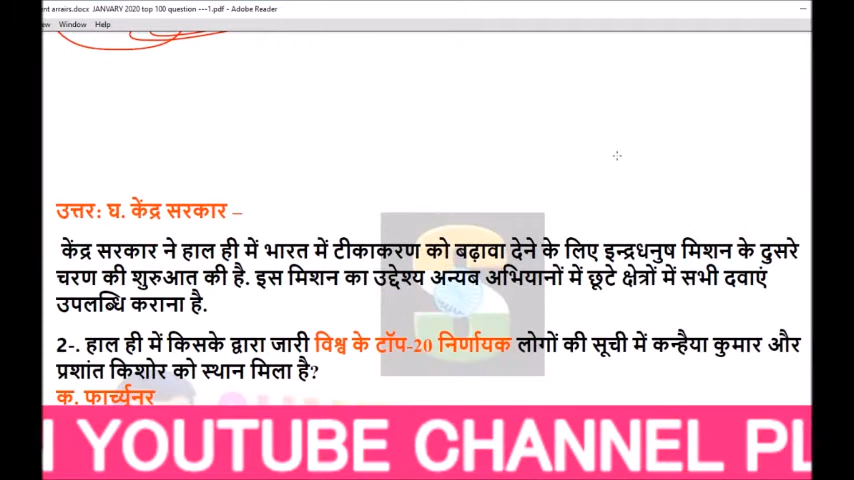 ent arrairs.docx JANVARY 2020 top 100 question ---1.pdf - Adobe Reader
ew Window Help
उत्तर: घ. केंद्र सरकार –
केंद्र सरकार ने हाल ही में भारत में टीकाकरण को बढ़ावा देने के लिए इन्द्रधनुष मिशन के दुसरे
चरण की शुरुआत की है. इस मिशन का उद्देश्य अन्यब अभियानों में छूटे क्षेत्रों में सभी दवाएं
उपलब्धि कराना है.
2-. हाल ही में किसके द्वारा जारी विश्व के टॉप-20 निर्णायक लोगों की सूची में कन्हैया कुमार और
प्रशांत किशोर को स्थान मिला है?
क. फार्च्यूनर
N YOUTUBE CHANNEL PL